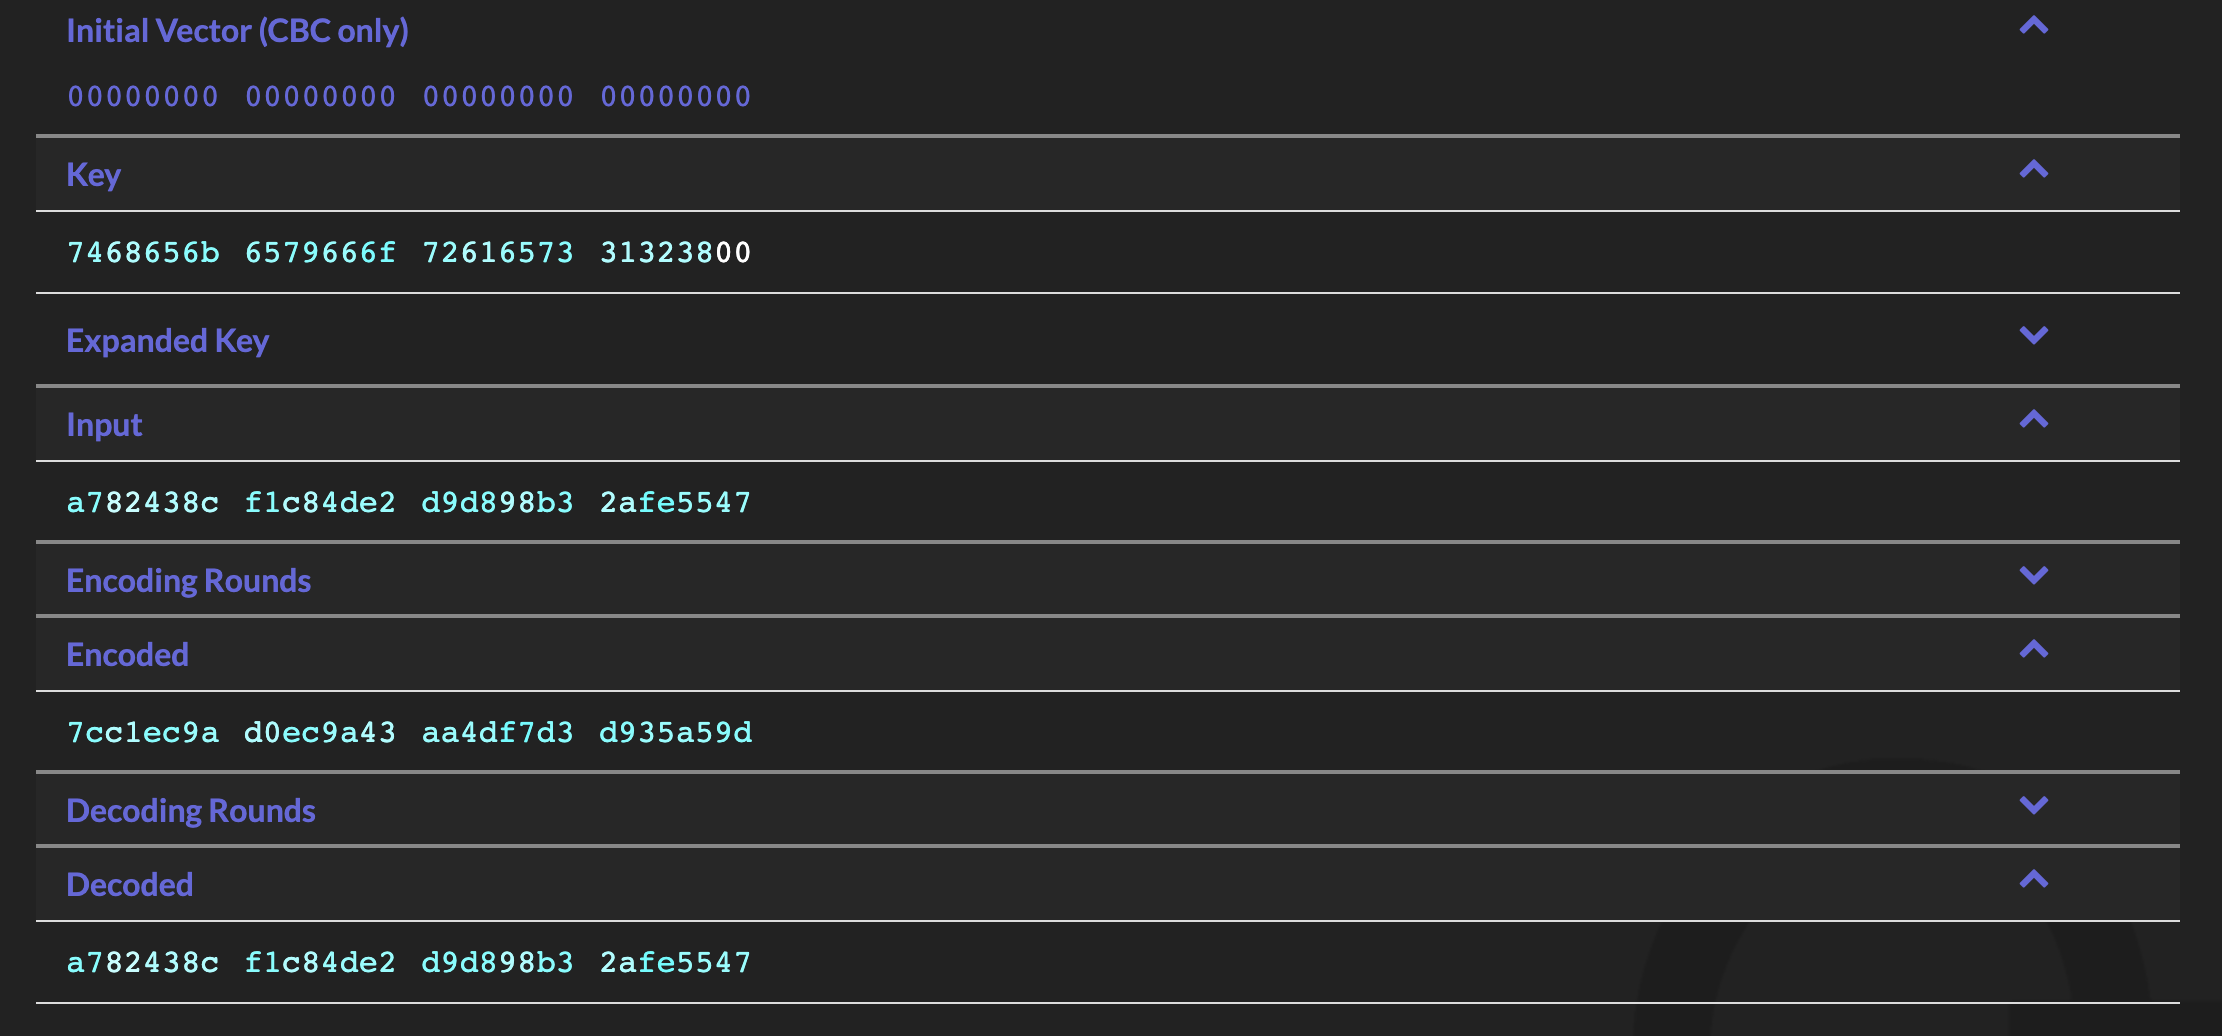 Initial Vector (CBC only)
00000000 00000000 00000000 00000000
Key
7468656b 6579666f 72616573 31323800
Expanded Key
Input
a782438c f1c84de2 d9d898b3 2afe5547
Encoding Rounds
Encoded
7cc1ec9a d0ec9a43 aa4df7d3 d935a59d
Decoding Rounds
Decoded
a782438c f1c84de2 d9d898b3 2afe5547